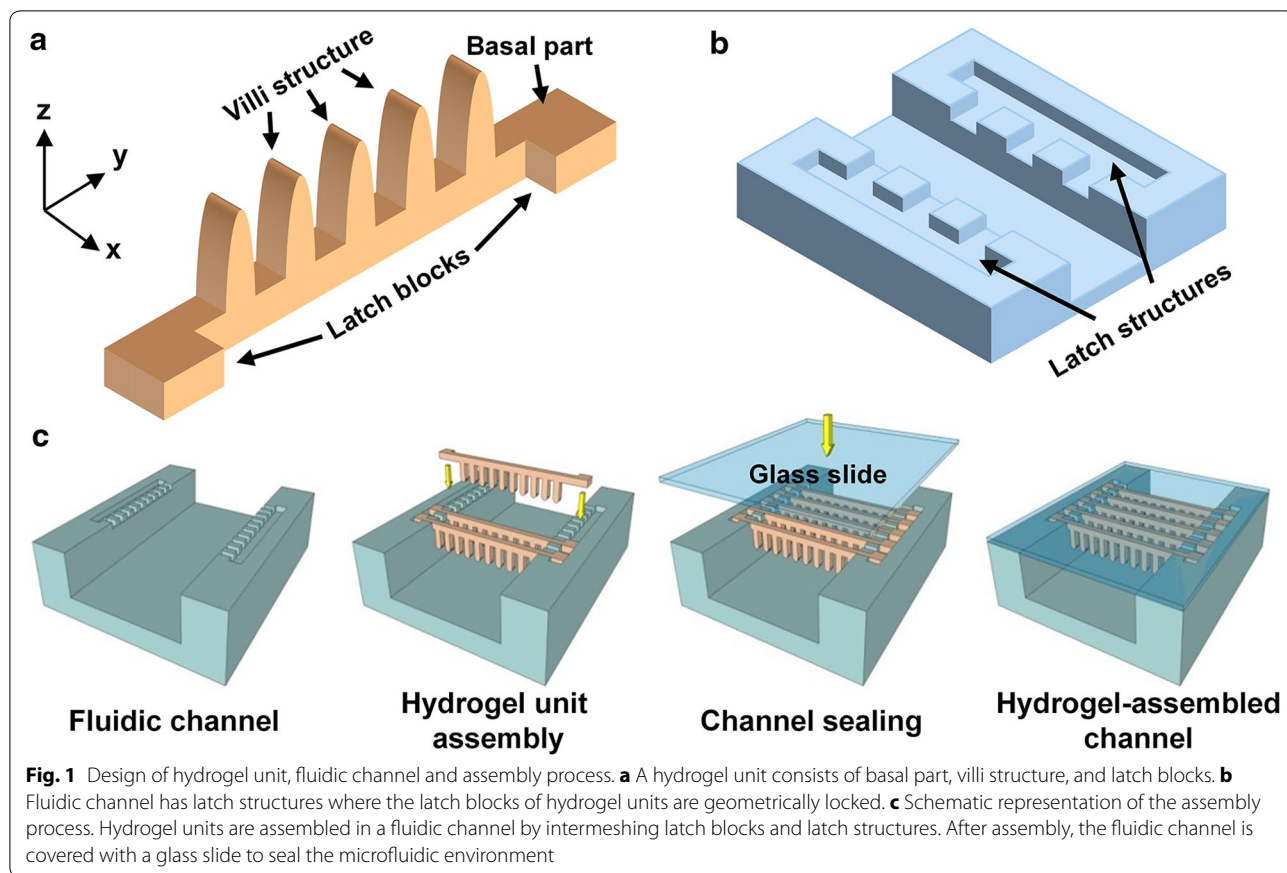 a
Villi structure
Basal part
z
y
x
Latch blocks
b
Latch structures
c
Glass slide
Fluidic channel
Hydrogel unit
assembly
Channel sealing
Hydrogel-assembled
channel
Fig. 1 Design of hydrogel unit, fluidic channel and assembly process. a A hydrogel unit consists of basal part, villi structure, and latch blocks. b
Fluidic channel has latch structures where the latch blocks of hydrogel units are geometrically locked. c Schematic representation of the assembly
process. Hydrogel units are assembled in a fluidic channel by intermeshing latch blocks and latch structures. After assembly, the fluidic channel is
covered with a glass slide to seal the microfluidic environment